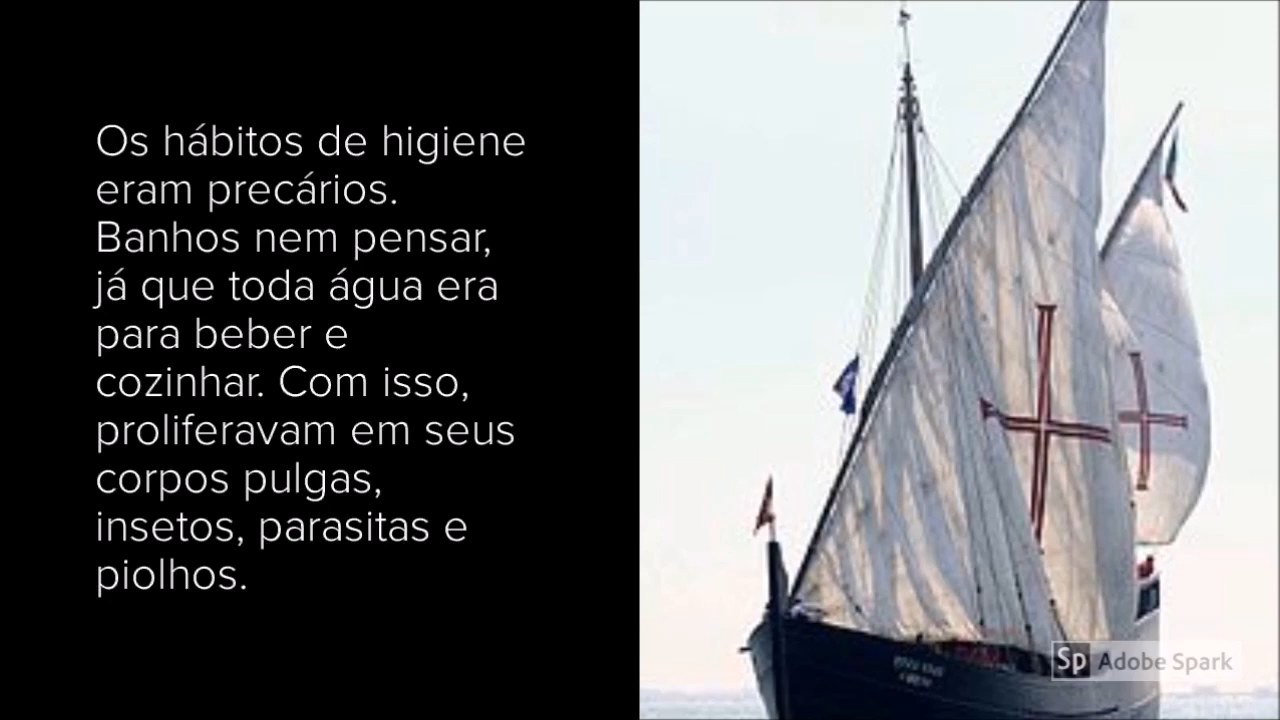 Os hábitos de higiene
eram precários.
Banhos nem pensar,
já que toda água era
para beber e
cozinhar. Com isso,
proliferavam em seus
corpos pulgas,
insetos, parasitas e
piolhos.
Sp Adobe Spark